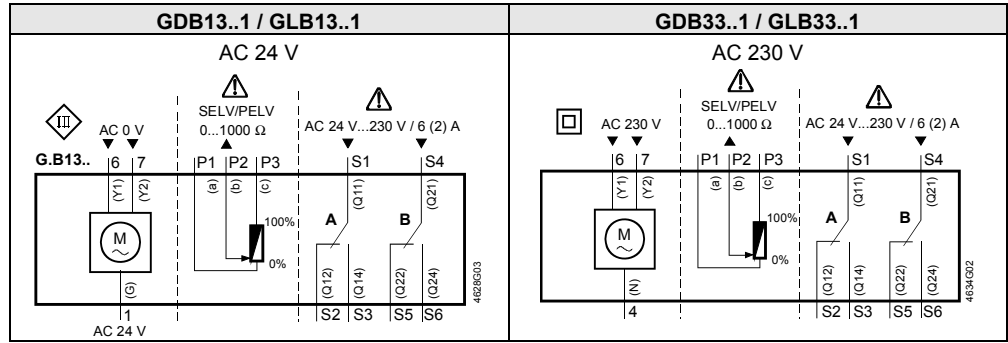 GDB13..1 / GLB13..1
AC 24 V
SELV/PELV
0...1000 Ω
AC 24 V...230 V / 6 (2) A
III
AC 0 V
G.B13..
6 7 P1 P2 P3 S1 S4
(Y1) (Y2) (a) (b) (c) (Q11) (Q21)
A B
100%
M
~
0%
(G) (Q12) (Q14) (Q22) (Q24)
1 S2 S3 S5 S6
AC 24 V
4628G03
GDB33..1 / GLB33..1
AC 230 V
SELV/PELV
0...1000 Ω
AC 24 V...230 V / 6 (2) A
AC 230 V
6 7 P1 P2 P3 S1 S4
(Y1) (Y2) (a) (b) (c) (Q11) (Q21)
A B
100%
M
~
0%
(N) (Q12) (Q14) (Q22) (Q24)
4 S2 S3 S5 S6
4634G02